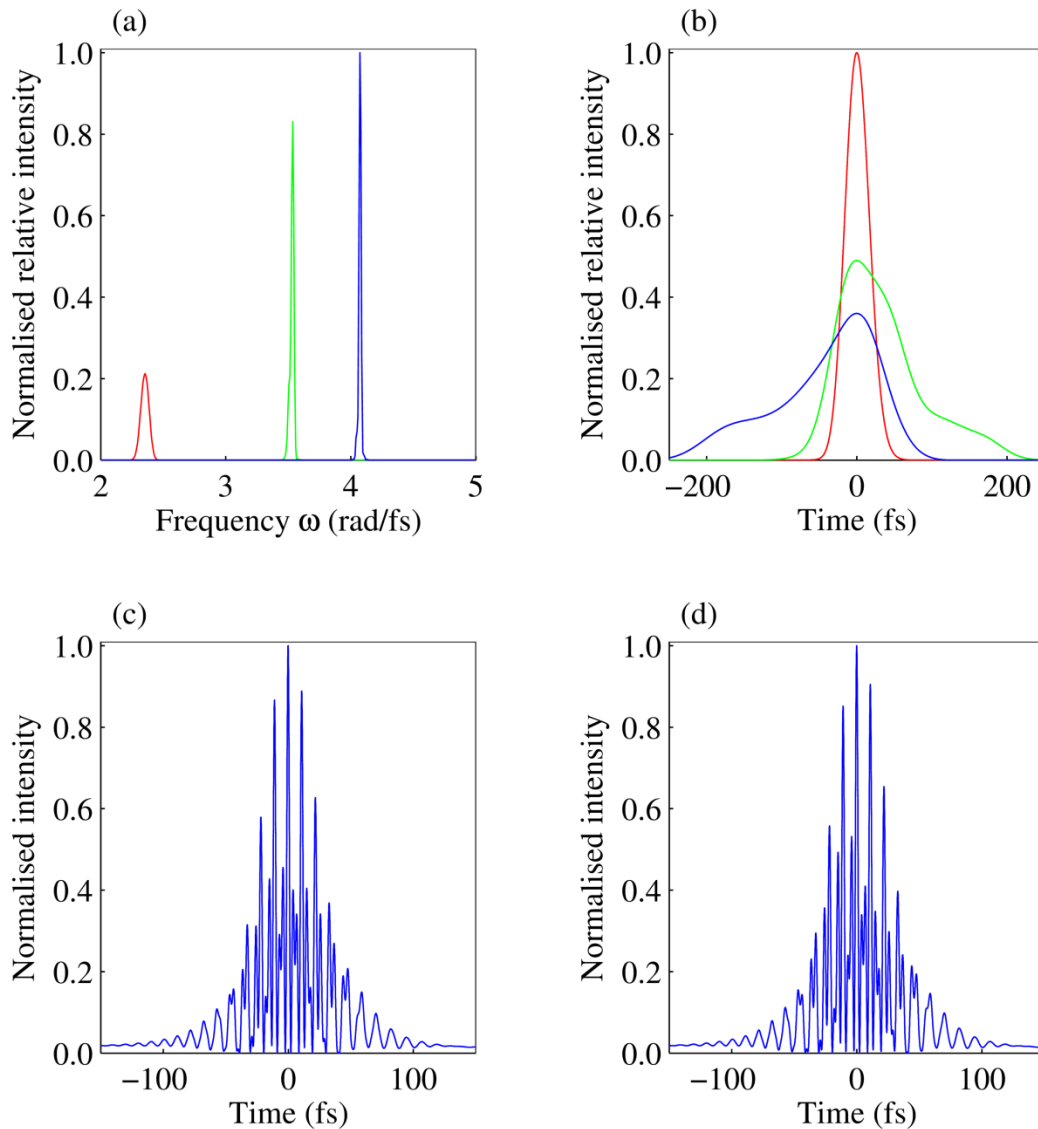 (a)
Normalised relative intensity
1.0
0.8
0.6
0.4
0.2
0.0
2 3 4 5
Frequency ω (rad/fs)
(b)
Normalised relative intensity
1.0
0.8
0.6
0.4
0.2
0.0
−200 0 200
Time (fs)
(c)
Normalised intensity
1.0
0.8
0.6
0.4
0.2
0.0
−100 0 100
Time (fs)
(d)
Normalised intensity
1.0
0.8
0.6
0.4
0.2
0.0
−100 0 100
Time (fs)